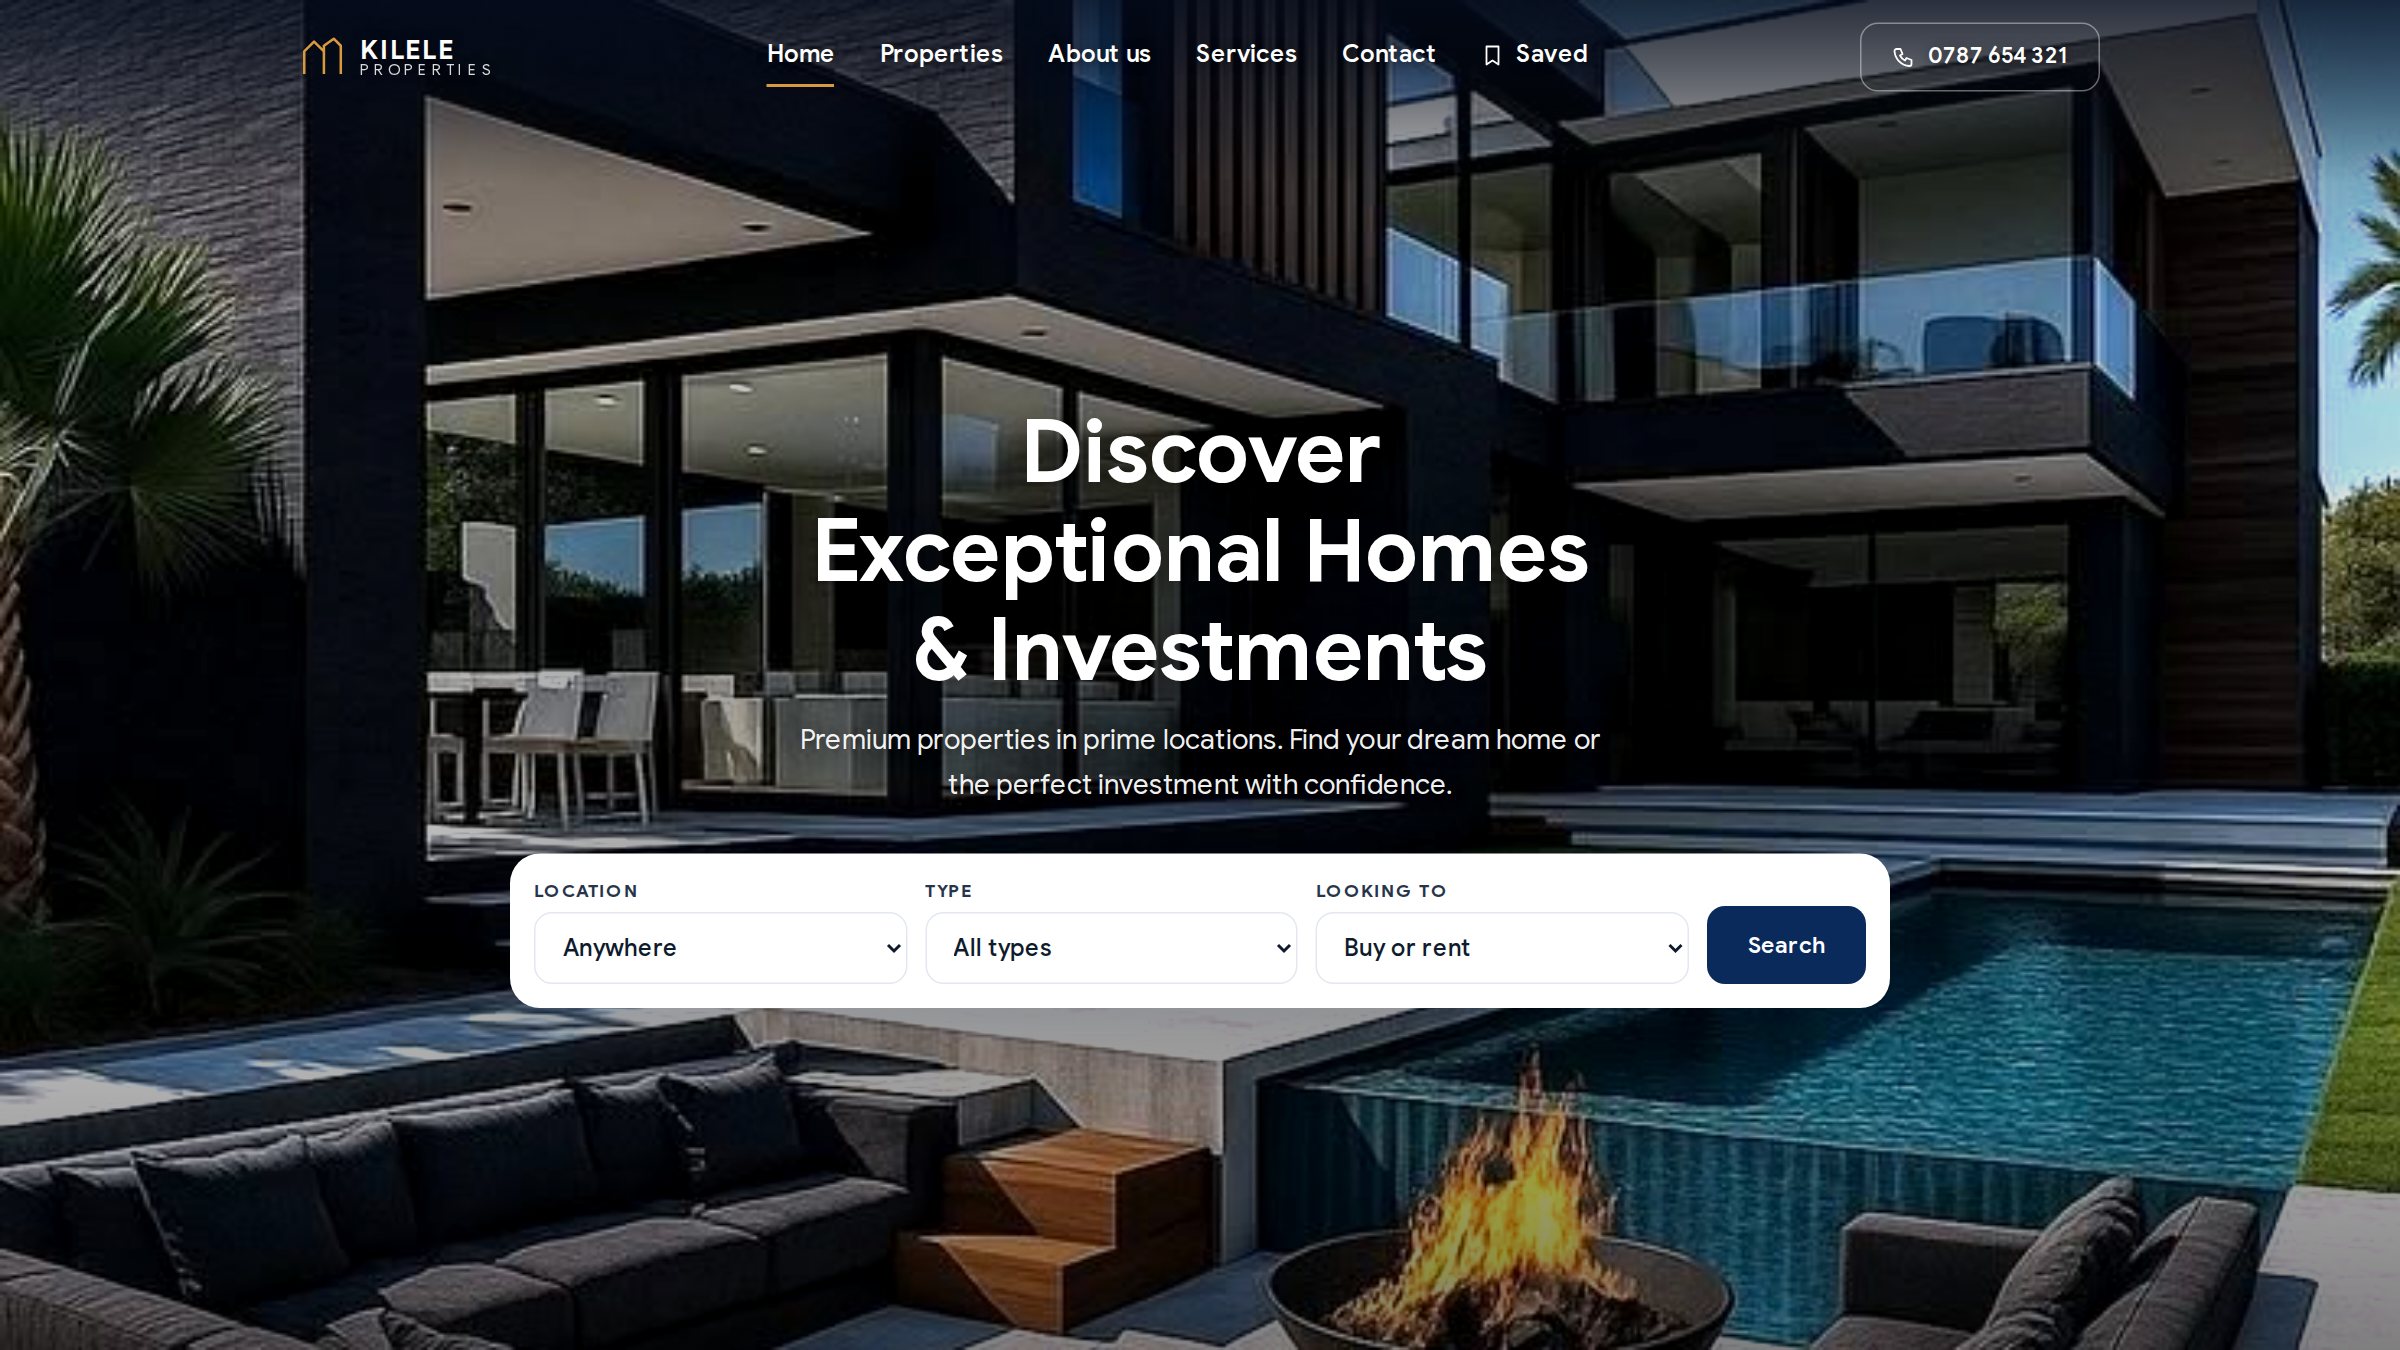 KILELE
PROPERTIES
Home
Properties
About us
Services
Contact
Saved
0787 654 321
Discover
Exceptional Homes
& Investments
Premium properties in prime locations. Find your dream home or
the perfect investment with confidence.
LOCATION
TYPE
LOOKING TO
Anywhere
All types
Buy or rent
Search